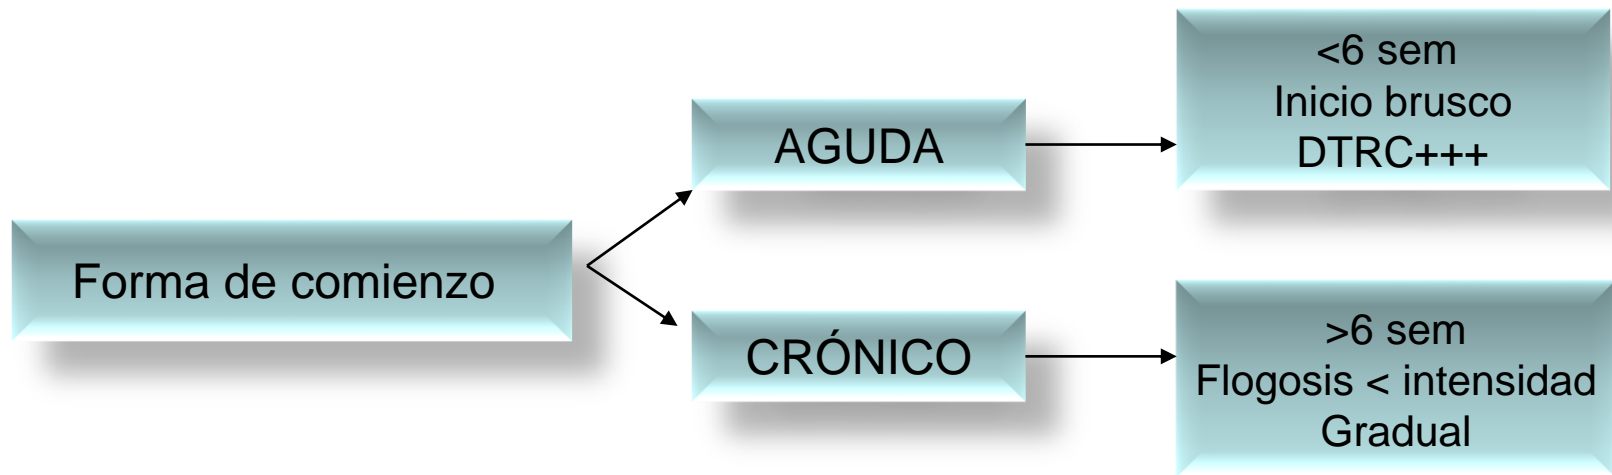 Forma de comienzo
AGUDA
<6 sem
Inicio brusco
DTRC+++
CRÓNICO
>6 sem
Flogosis < intensidad
Gradual